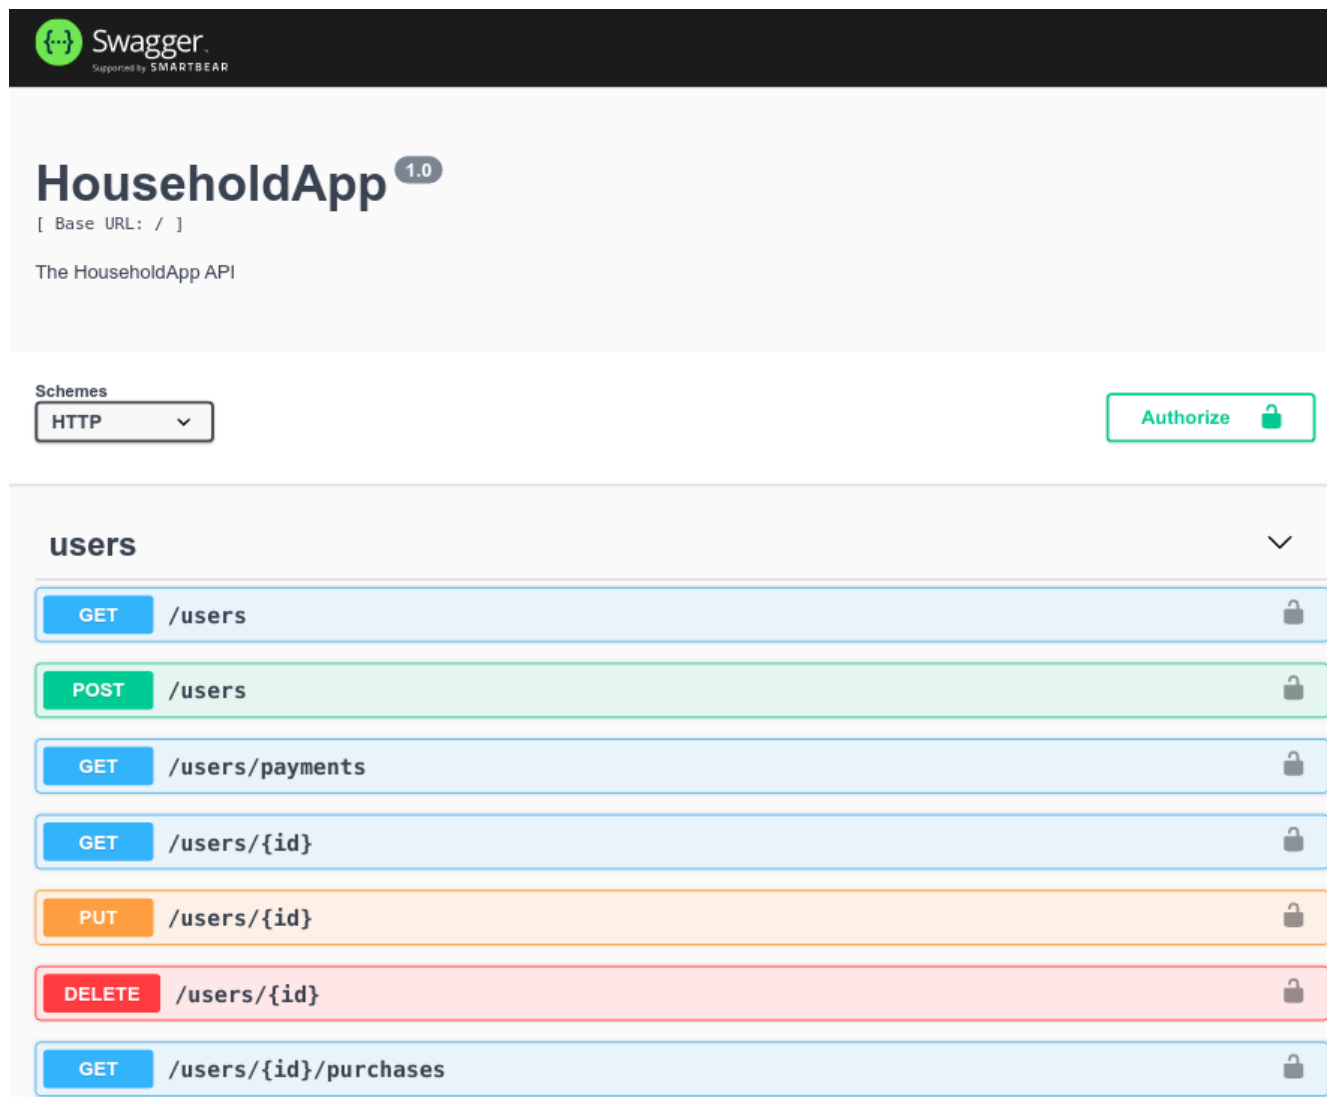 {···} Swagger.
Supported by SMARTBEAR
HouseholdApp 1.0
[ Base URL: / ]
The HouseholdApp API
Schemes
HTTP
Authorize
users
GET /users
POST /users
GET /users/payments
GET /users/{id}
PUT /users/{id}
DELETE /users/{id}
GET /users/{id}/purchases